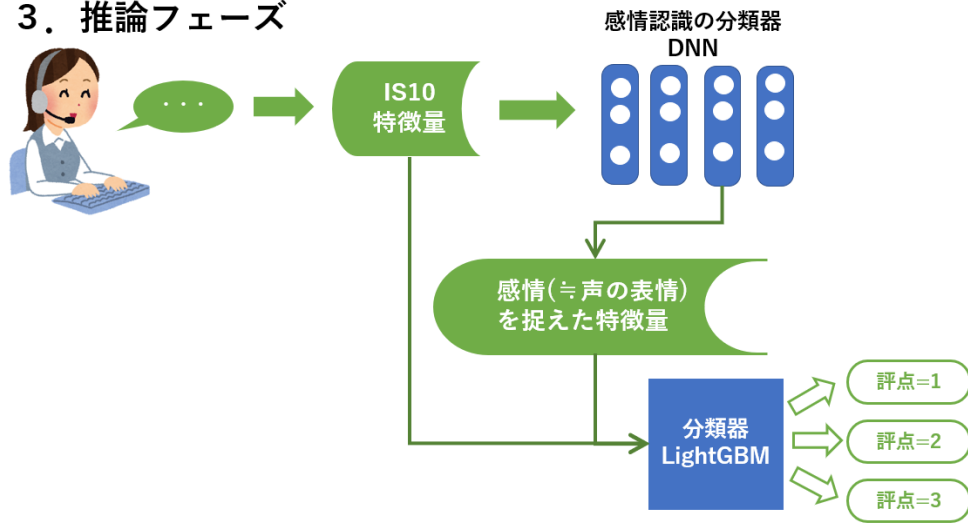 ３．推論フェーズ
感情認識の分類器
DNN
・・・
IS10
特徴量
感情(≒声の表情)
を捉えた特徴量
分類器
LightGBM
評点=1
評点=2
評点=3